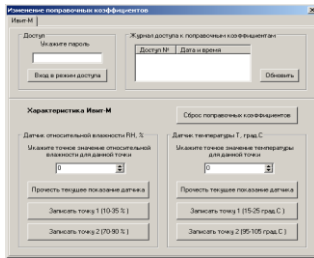 Изменение поправочных коэффициентов
Ивит-М
Доступ
Укажите пароль
Вход в режим доступа
Журнал доступа к поправочным коэффициентам
Доступ № Дата и время
Обновить
Характеристика Ивит-М
Сброс поправочных коэффициентов
Датчик относительной влажности RH, %
Укажите точное значение относительной
влажности для данной точки
0
Прочесть текущее показание датчика
Записать точку 1 (10-35 % )
Записать точку 2 (70-90 % )
Датчик температуры T, град.С
Укажите точное значение температуры
для данной точки
0
Прочесть текущее показание датчика
Записать точку 1 (15-25 град.С )
Записать точку 2 (95-105 град.С )